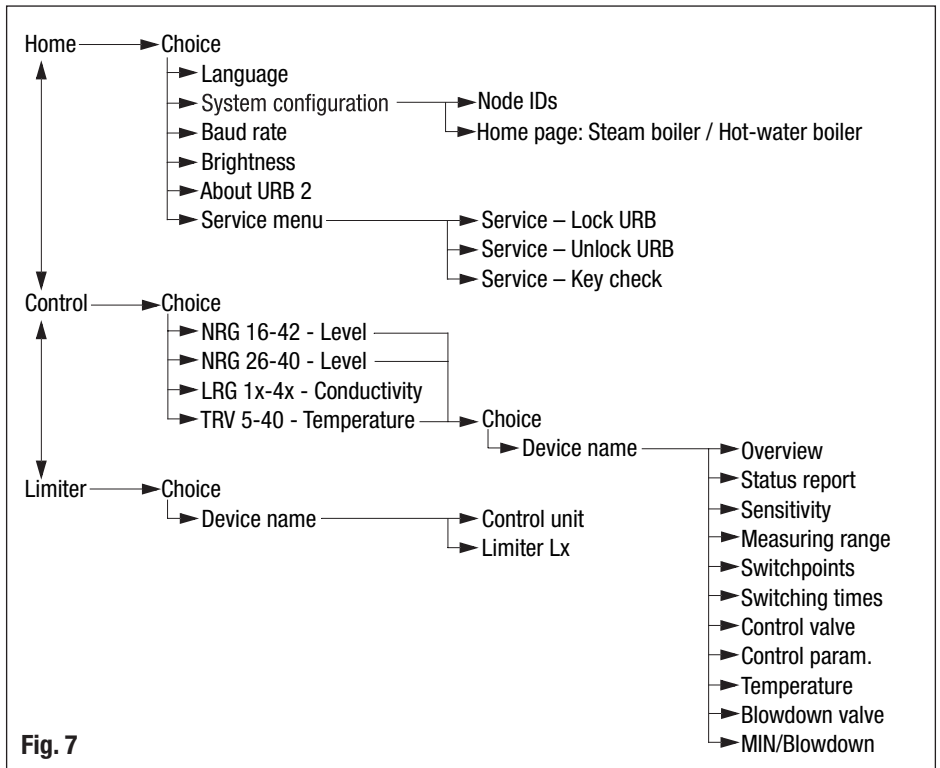 Home
Choice
Language
System configuration
Node IDs
Baud rate
Home page: Steam boiler / Hot-water boiler
Brightness
About URB 2
Service menu
Service – Lock URB
Service – Unlock URB
Service – Key check
Control
Choice
NRG 16-42 - Level
NRG 26-40 - Level
LRG 1x-4x - Conductivity
TRV 5-40 - Temperature
Choice
Device name
Overview
Status report
Sensitivity
Measuring range
Switchpoints
Switching times
Control valve
Control param.
Temperature
Blowdown valve
MIN/Blowdown
Limiter
Choice
Device name
Control unit
Limiter Lx
Fig. 7